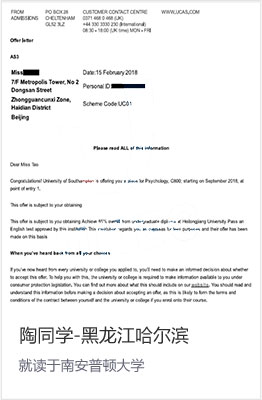 FROM
ADMISSIONS
PO BOX 28
CHELTENHAM
GL52 3LZ
CUSTOMER CONTACT CENTRE
0371 468 0 468 (UK)
+44 330 3330 230 (International)
08:30 - 18:00 (UK time) MON - FRI
WWW.UCAS.COM
Offer letter
AS3
Miss
Date: 15 February 2018
7/F Metropolis Tower, No 2
Dongsan Street
Personal ID
Zhongguancunxi Zone,
Haidian District
Scheme Code: UC01
Beijing
Please read ALL of this information
Dear Miss Tao
Congratulations! University of Southampton is offering you a place for Psychology, C800, starting on September 2018, at
point of entry 1.
This offer is subject to your obtaining
This offer is subject to you obtaining Achieve overall from undergraduate diploma at Heilongjiang University Pass an
English test approved by this institution This institution regards you as overseas for fees purposes and their offer has been
made on this basis
When you've heard back from all your choices
If you've now heard from every university or college you applied to, you'll need to make an informed decision about whether
to accept this offer. To help you with this, the university or college is required to make information available to you under
consumer protection legislation. You can find out more about what this should include on our website. You should read and
understand this information before making a decision about accepting an offer, as this is likely to form the terms and
conditions of the contract between yourself and the university or college if you enrol onto their course.
陶同学-黑龙江哈尔滨
就读于南安普顿大学